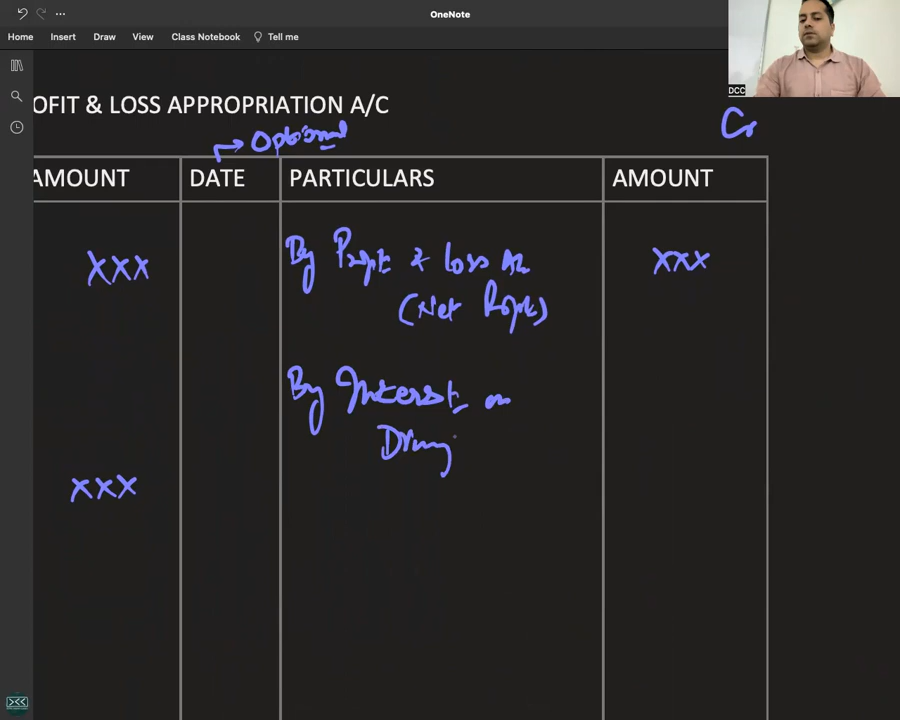 OneNote
Home Insert Draw View Class Notebook Tell me
DCC
OFIT & LOSS APPROPRIATION A/C
Optional
Cr
AMOUNT DATE PARTICULARS AMOUNT
XXX By Profit & Loss A/c XXX
(Net Profit)
By Interest on
Drawing
XXX